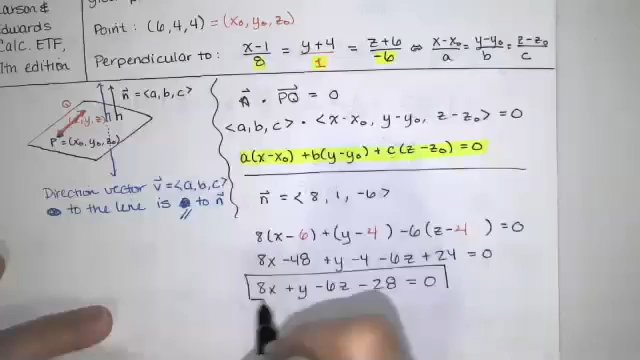 Larson &
Edwards
Calc. ETF,
7th edition
Point: (6,4,4) = (x₀, y₀, z₀)
Perpendicular to: x-1/8 = y+4/1 = z+6/-6 ⇔ x-x₀/a = y-y₀/b = z-z₀/c
n⃗ = <a,b,c>
Q
(x,y,z)
n
P = (x₀, y₀, z₀)
Direction vector v⃗ = <a,b,c>
to the line is // to n⃗
n⃗ · PQ⃗ = 0
<a,b,c> · <x-x₀, y-y₀, z-z₀> = 0
a(x-x₀) + b(y-y₀) + c(z-z₀) = 0
n⃗ = <8, 1, -6>
8(x-6) + (y-4) -6(z-4) = 0
8x -48 + y -4 -6z +24 = 0
8x + y -6z -28 = 0